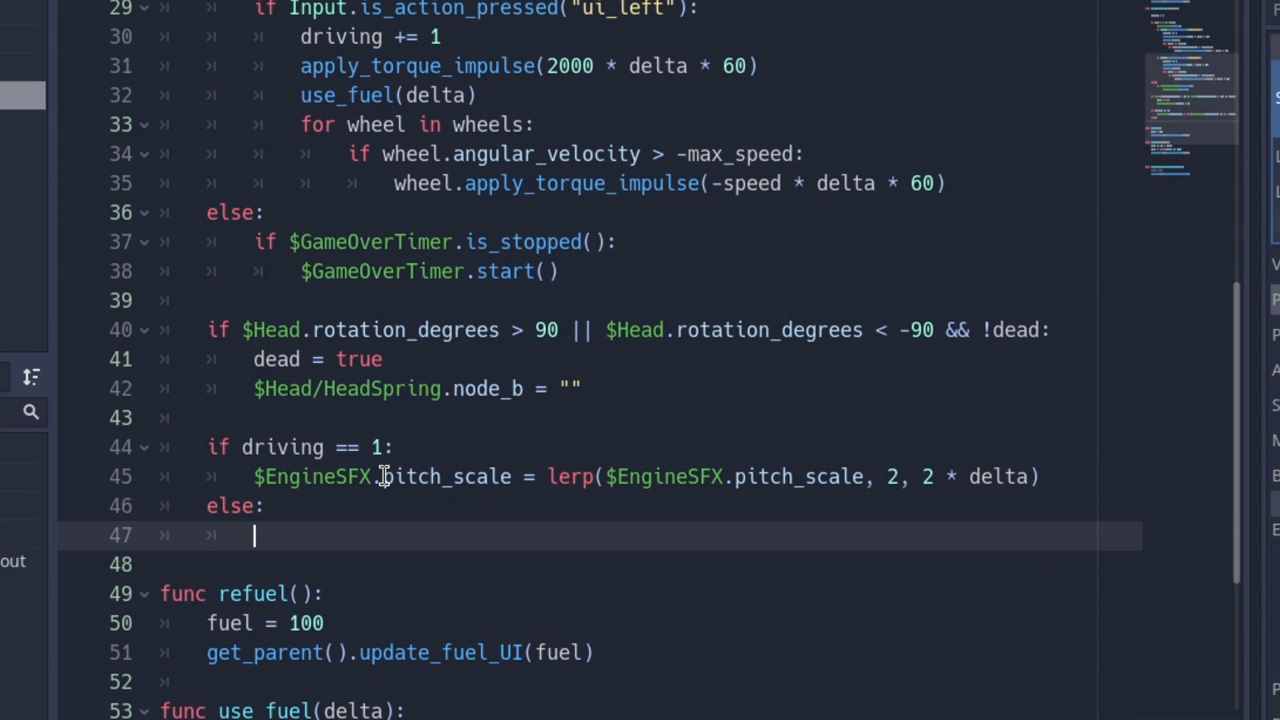 29 if Input.is_action_pressed("ui_left"):
30 driving += 1
31 apply_torque_impulse(2000 * delta * 60)
32 use_fuel(delta)
33 for wheel in wheels:
34 if wheel.angular_velocity > -max_speed:
35 wheel.apply_torque_impulse(-speed * delta * 60)
36 else:
37 if $GameOverTimer.is_stopped():
38 $GameOverTimer.start()
39
40 if $Head.rotation_degrees > 90 || $Head.rotation_degrees < -90 && !dead:
41 dead = true
42 $Head/HeadSpring.node_b = ""
43
44 if driving == 1:
45 $EngineSFX.pitch_scale = lerp($EngineSFX.pitch_scale, 2, 2 * delta)
46 else:
47
out
48
49 func refuel():
50 fuel = 100
51 get_parent().update_fuel_UI(fuel)
52
53 func use_fuel(delta):